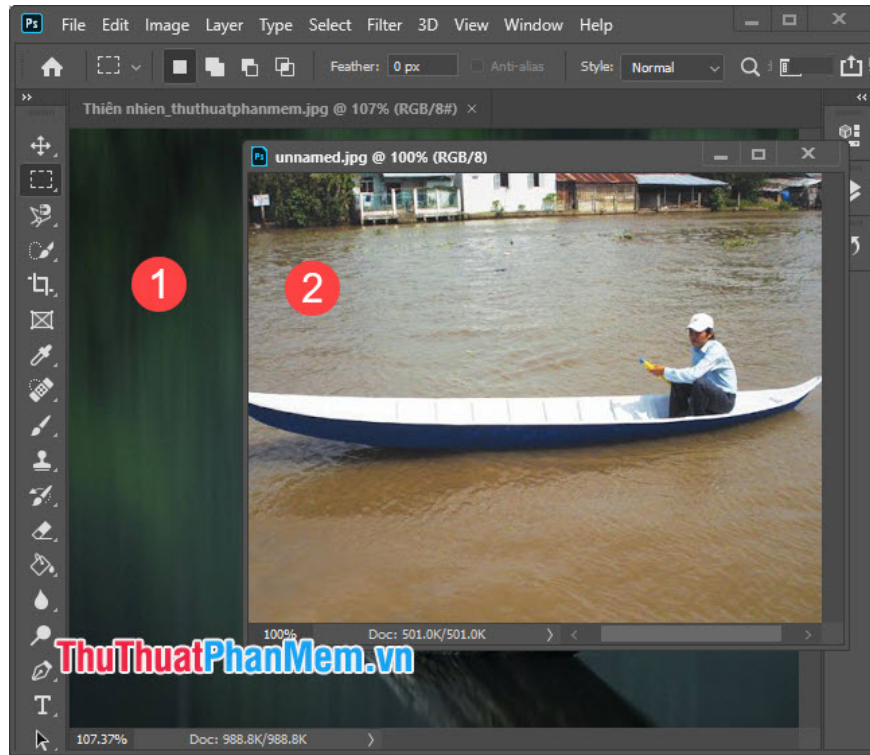 Ps File Edit Image Layer Type Select Filter 3D View Window Help
Feather: 0 px Anti-alias Style: Normal
Thiên nhien_thuthuatphanmem.jpg @ 107% (RGB/8#) ×
Ps unnamed.jpg @ 100% (RGB/8)
1
2
100% Doc: 501.0K/501.0K
ThuThuatPhanMem.vn
107.37% Doc: 988.8K/988.8K